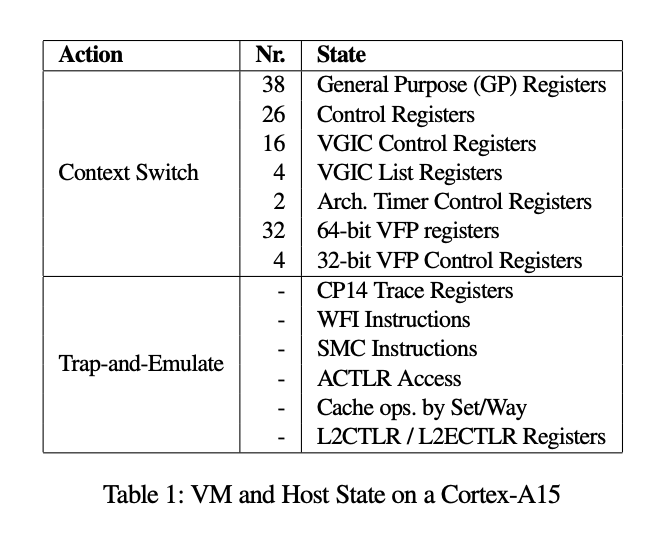 Action Nr. State
38 General Purpose (GP) Registers
26 Control Registers
16 VGIC Control Registers
Context Switch 4 VGIC List Registers
2 Arch. Timer Control Registers
32 64-bit VFP registers
4 32-bit VFP Control Registers
- CP14 Trace Registers
- WFI Instructions
- SMC Instructions
Trap-and-Emulate - ACTLR Access
- Cache ops. by Set/Way
- L2CTLR / L2ECTLR Registers
Table 1: VM and Host State on a Cortex-A15